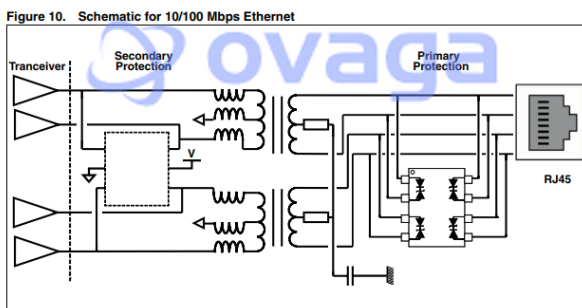 Figure 10. Schematic for 10/100 Mbps Ethernet
ovaga
Tranceiver
Secondary
Protection
Primary
Protection
V
RJ45